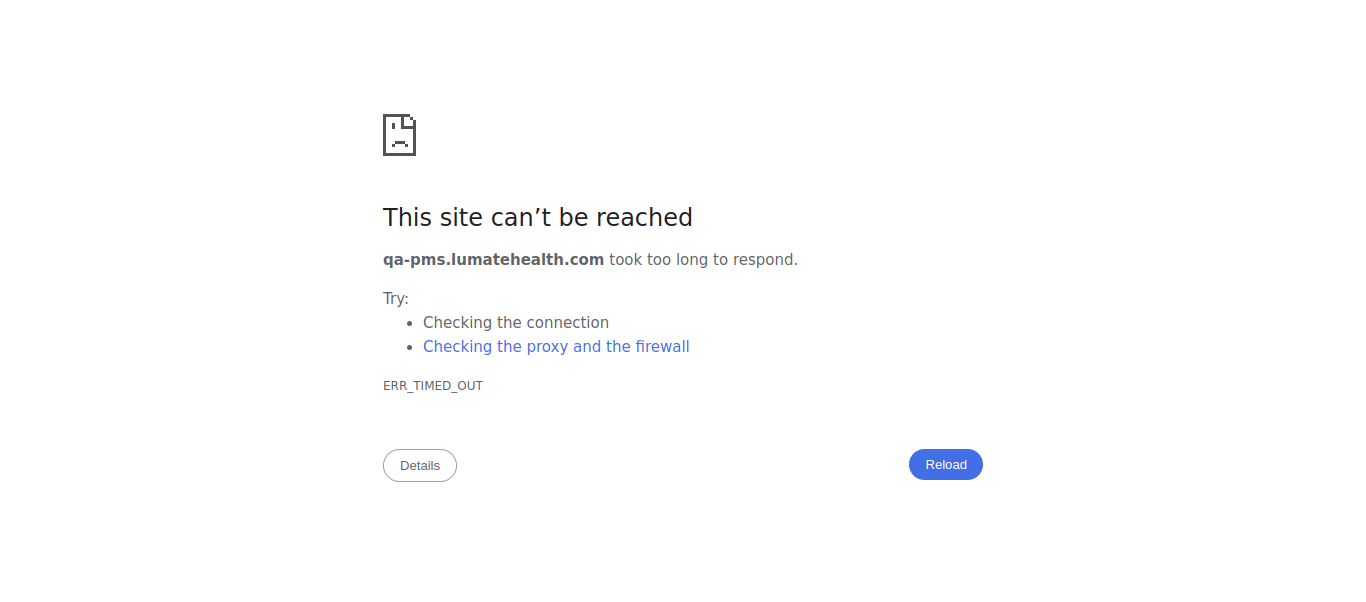 This site can’t be reached
qa-pms.lumatehealth.com took too long to respond.
Try:
Checking the connection
Checking the proxy and the firewall
ERR_TIMED_OUT
Details
Reload